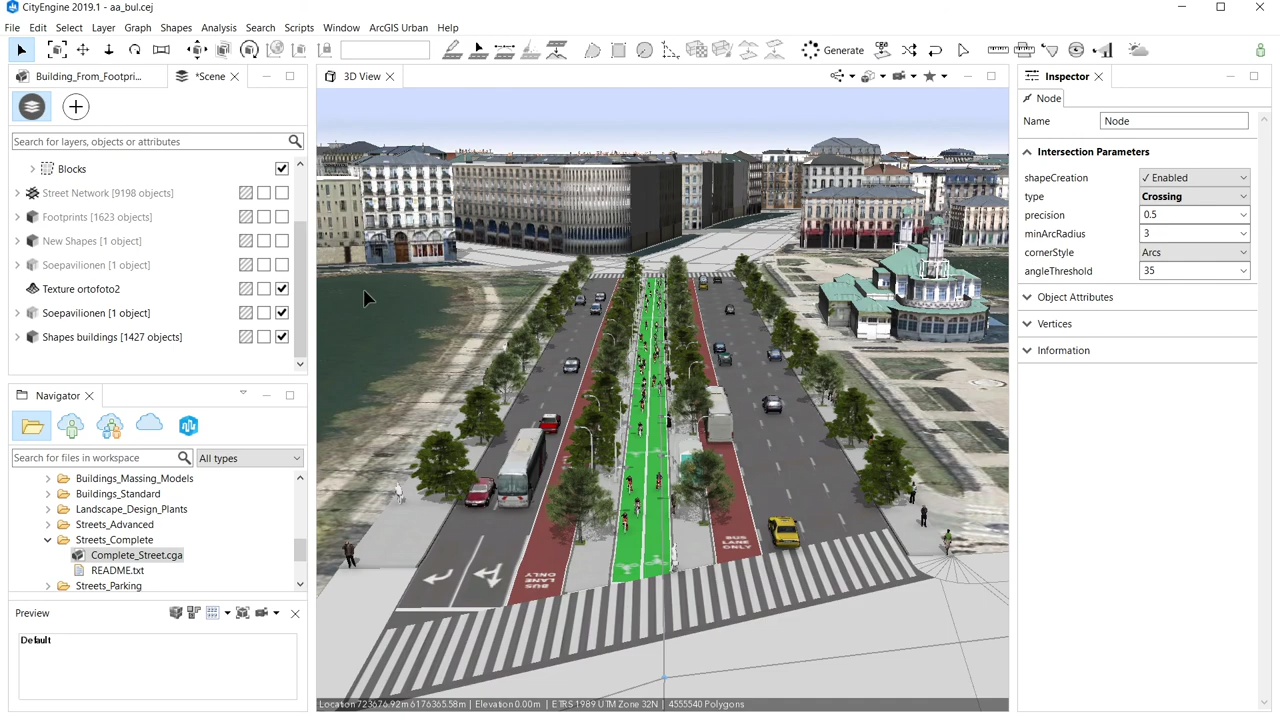 CityEngine 2019.1 - aa_bul.cej
File Edit Select Layer Graph Shapes Analysis Search Scripts Window ArcGIS Urban Help
Generate
Building_From_Footpri...
*Scene
Search for layers, objects or attributes
Blocks
Street Network [9198 objects]
Footprints [1623 objects]
New Shapes [1 object]
Soepavilionen [1 object]
Texture ortofoto2
Soepavilionen [1 object]
Shapes buildings [1427 objects]
Navigator
Search for files in workspace
All types
Buildings_Massing_Models
Buildings_Standard
Landscape_Design_Plants
Streets_Advanced
Streets_Complete
Complete_Street.cga
README.txt
Streets_Parking
Preview
Default
3D View
BUS LANE ONLY
BUS LANE ONLY
Location 723676.92m 6176365.58m | Elevation 0.00m | ETRS 1989 UTM Zone 32N | 4555540 Polygons
Inspector
Node
Name Node
Intersection Parameters
shapeCreation ✓ Enabled
type Crossing
precision 0.5
minArcRadius 3
cornerStyle Arcs
angleThreshold 35
Object Attributes
Vertices
Information